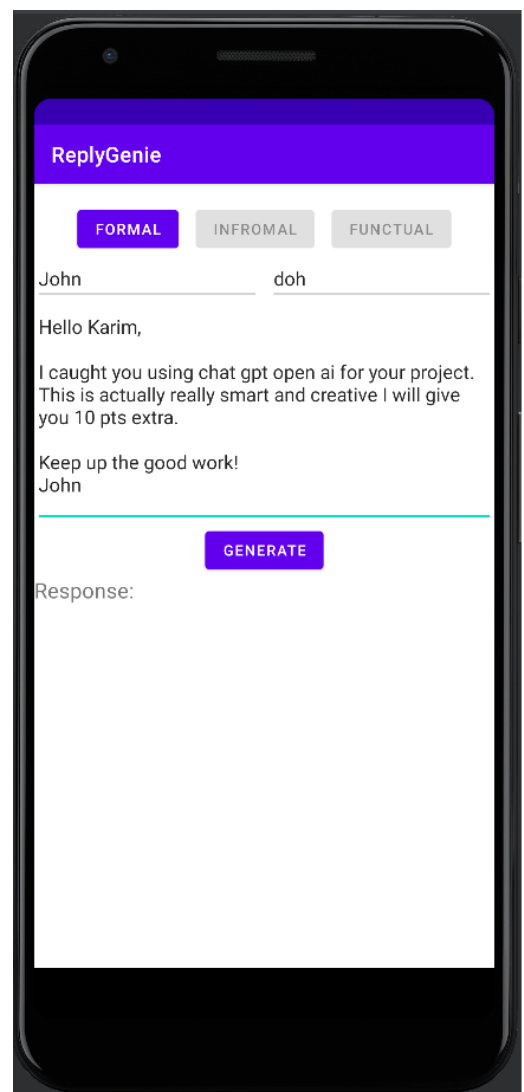 ReplyGenie
FORMAL INFROMAL FUNCTUAL
John doh
Hello Karim,
I caught you using chat gpt open ai for your project.
This is actually really smart and creative I will give
you 10 pts extra.
Keep up the good work!
John
GENERATE
Response: